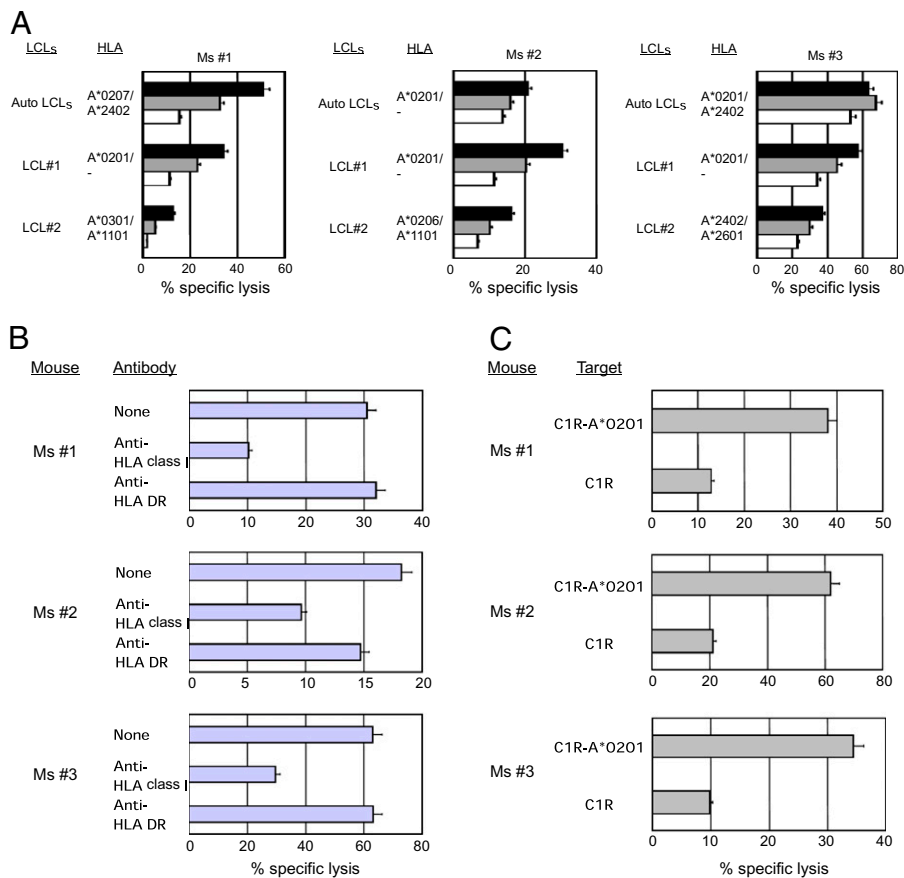 A
LCLS HLA Ms #1
Auto LCLS A*0207/
A*2402
LCL#1 A*0201/
-
LCL#2 A*0301/
A*1101
0 20 40 60
% specific lysis
LCLS HLA Ms #2
Auto LCLS A*0201/
-
LCL#1 A*0201/
-
LCL#2 A*0206/
A*1101
0 20 40
% specific lysis
LCLS HLA Ms #3
Auto LCLS A*0201/
A*2402
LCL#1 A*0201/
-
LCL#2 A*2402/
A*2601
0 20 40 60 80
% specific lysis
B
Mouse Antibody
Ms #1
None
Anti-
HLA class I
Anti-
HLA DR
0 10 20 30 40
Ms #2
None
Anti-
HLA class I
Anti-
HLA DR
0 5 10 15 20
Ms #3
None
Anti-
HLA class I
Anti-
HLA DR
0 20 40 60 80
% specific lysis
C
Mouse Target
Ms #1
C1R-A*0201
C1R
0 10 20 30 40 50
Ms #2
C1R-A*0201
C1R
0 20 40 60 80
Ms #3
C1R-A*0201
C1R
0 10 20 30 40
% specific lysis